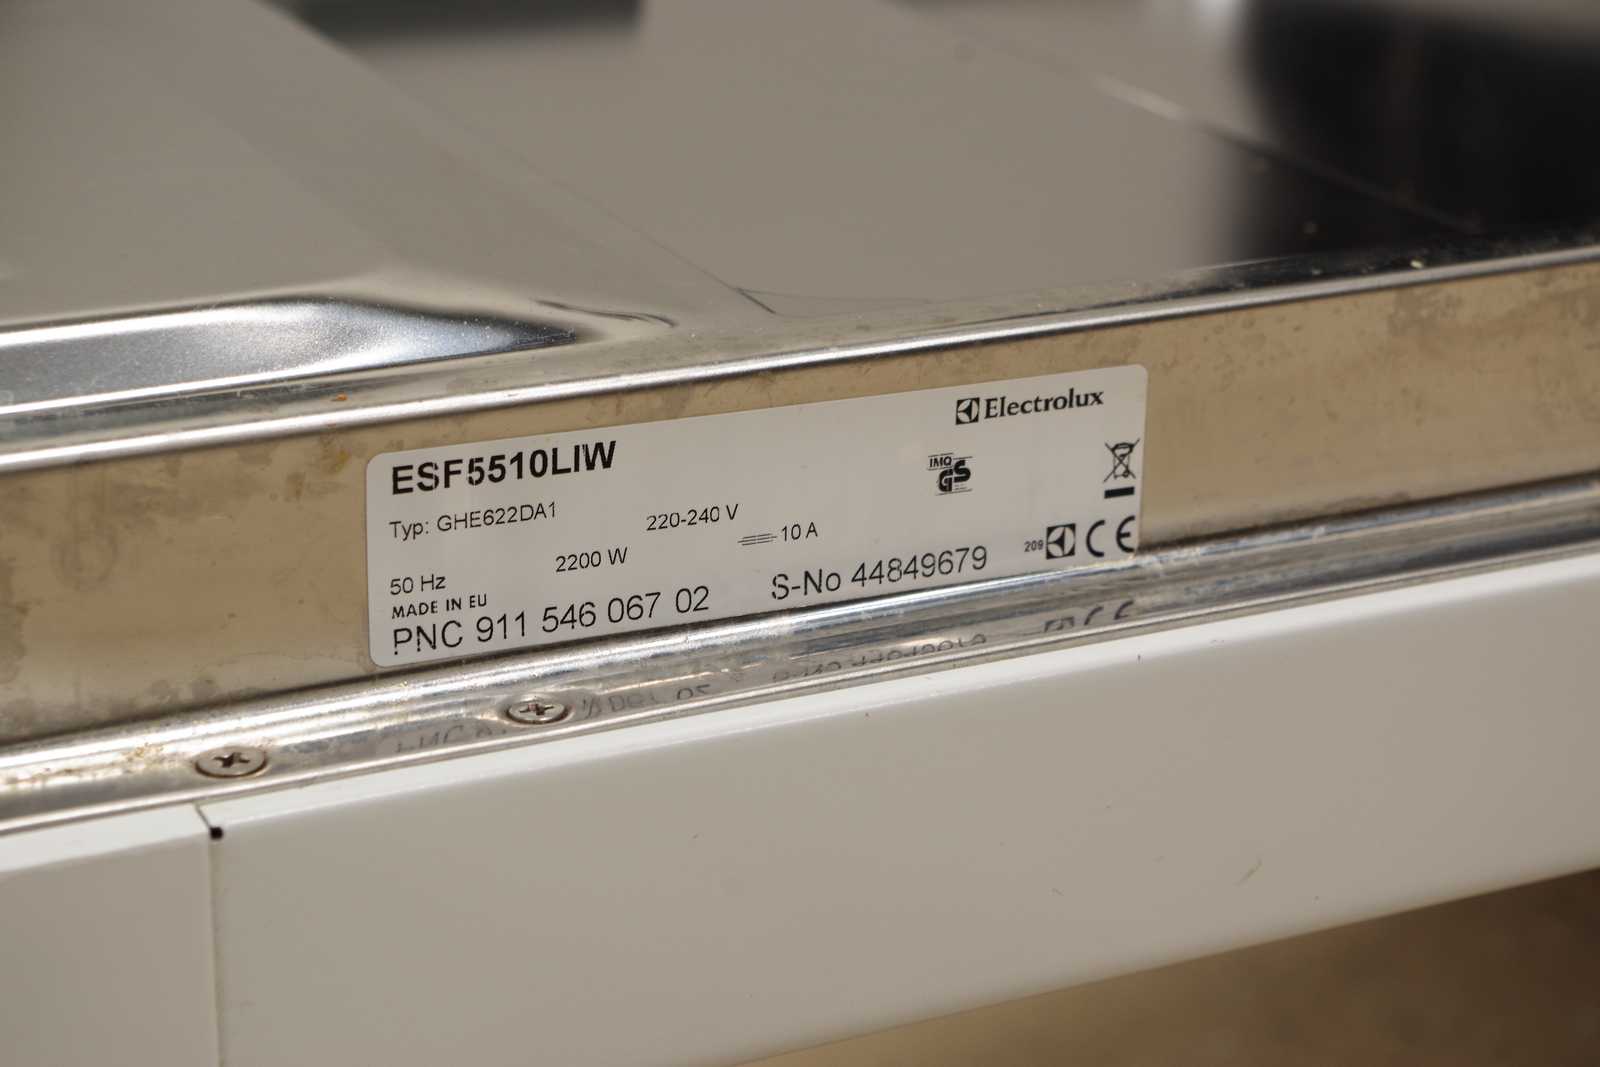 Electrolux
ESF5510LIW
IMQ
GS
Typ: GHE622DA1
220-240 V
10 A
2200 W
50 Hz
209
CE
MADE IN EU
PNC 911 546 067 02
S-No 44849679